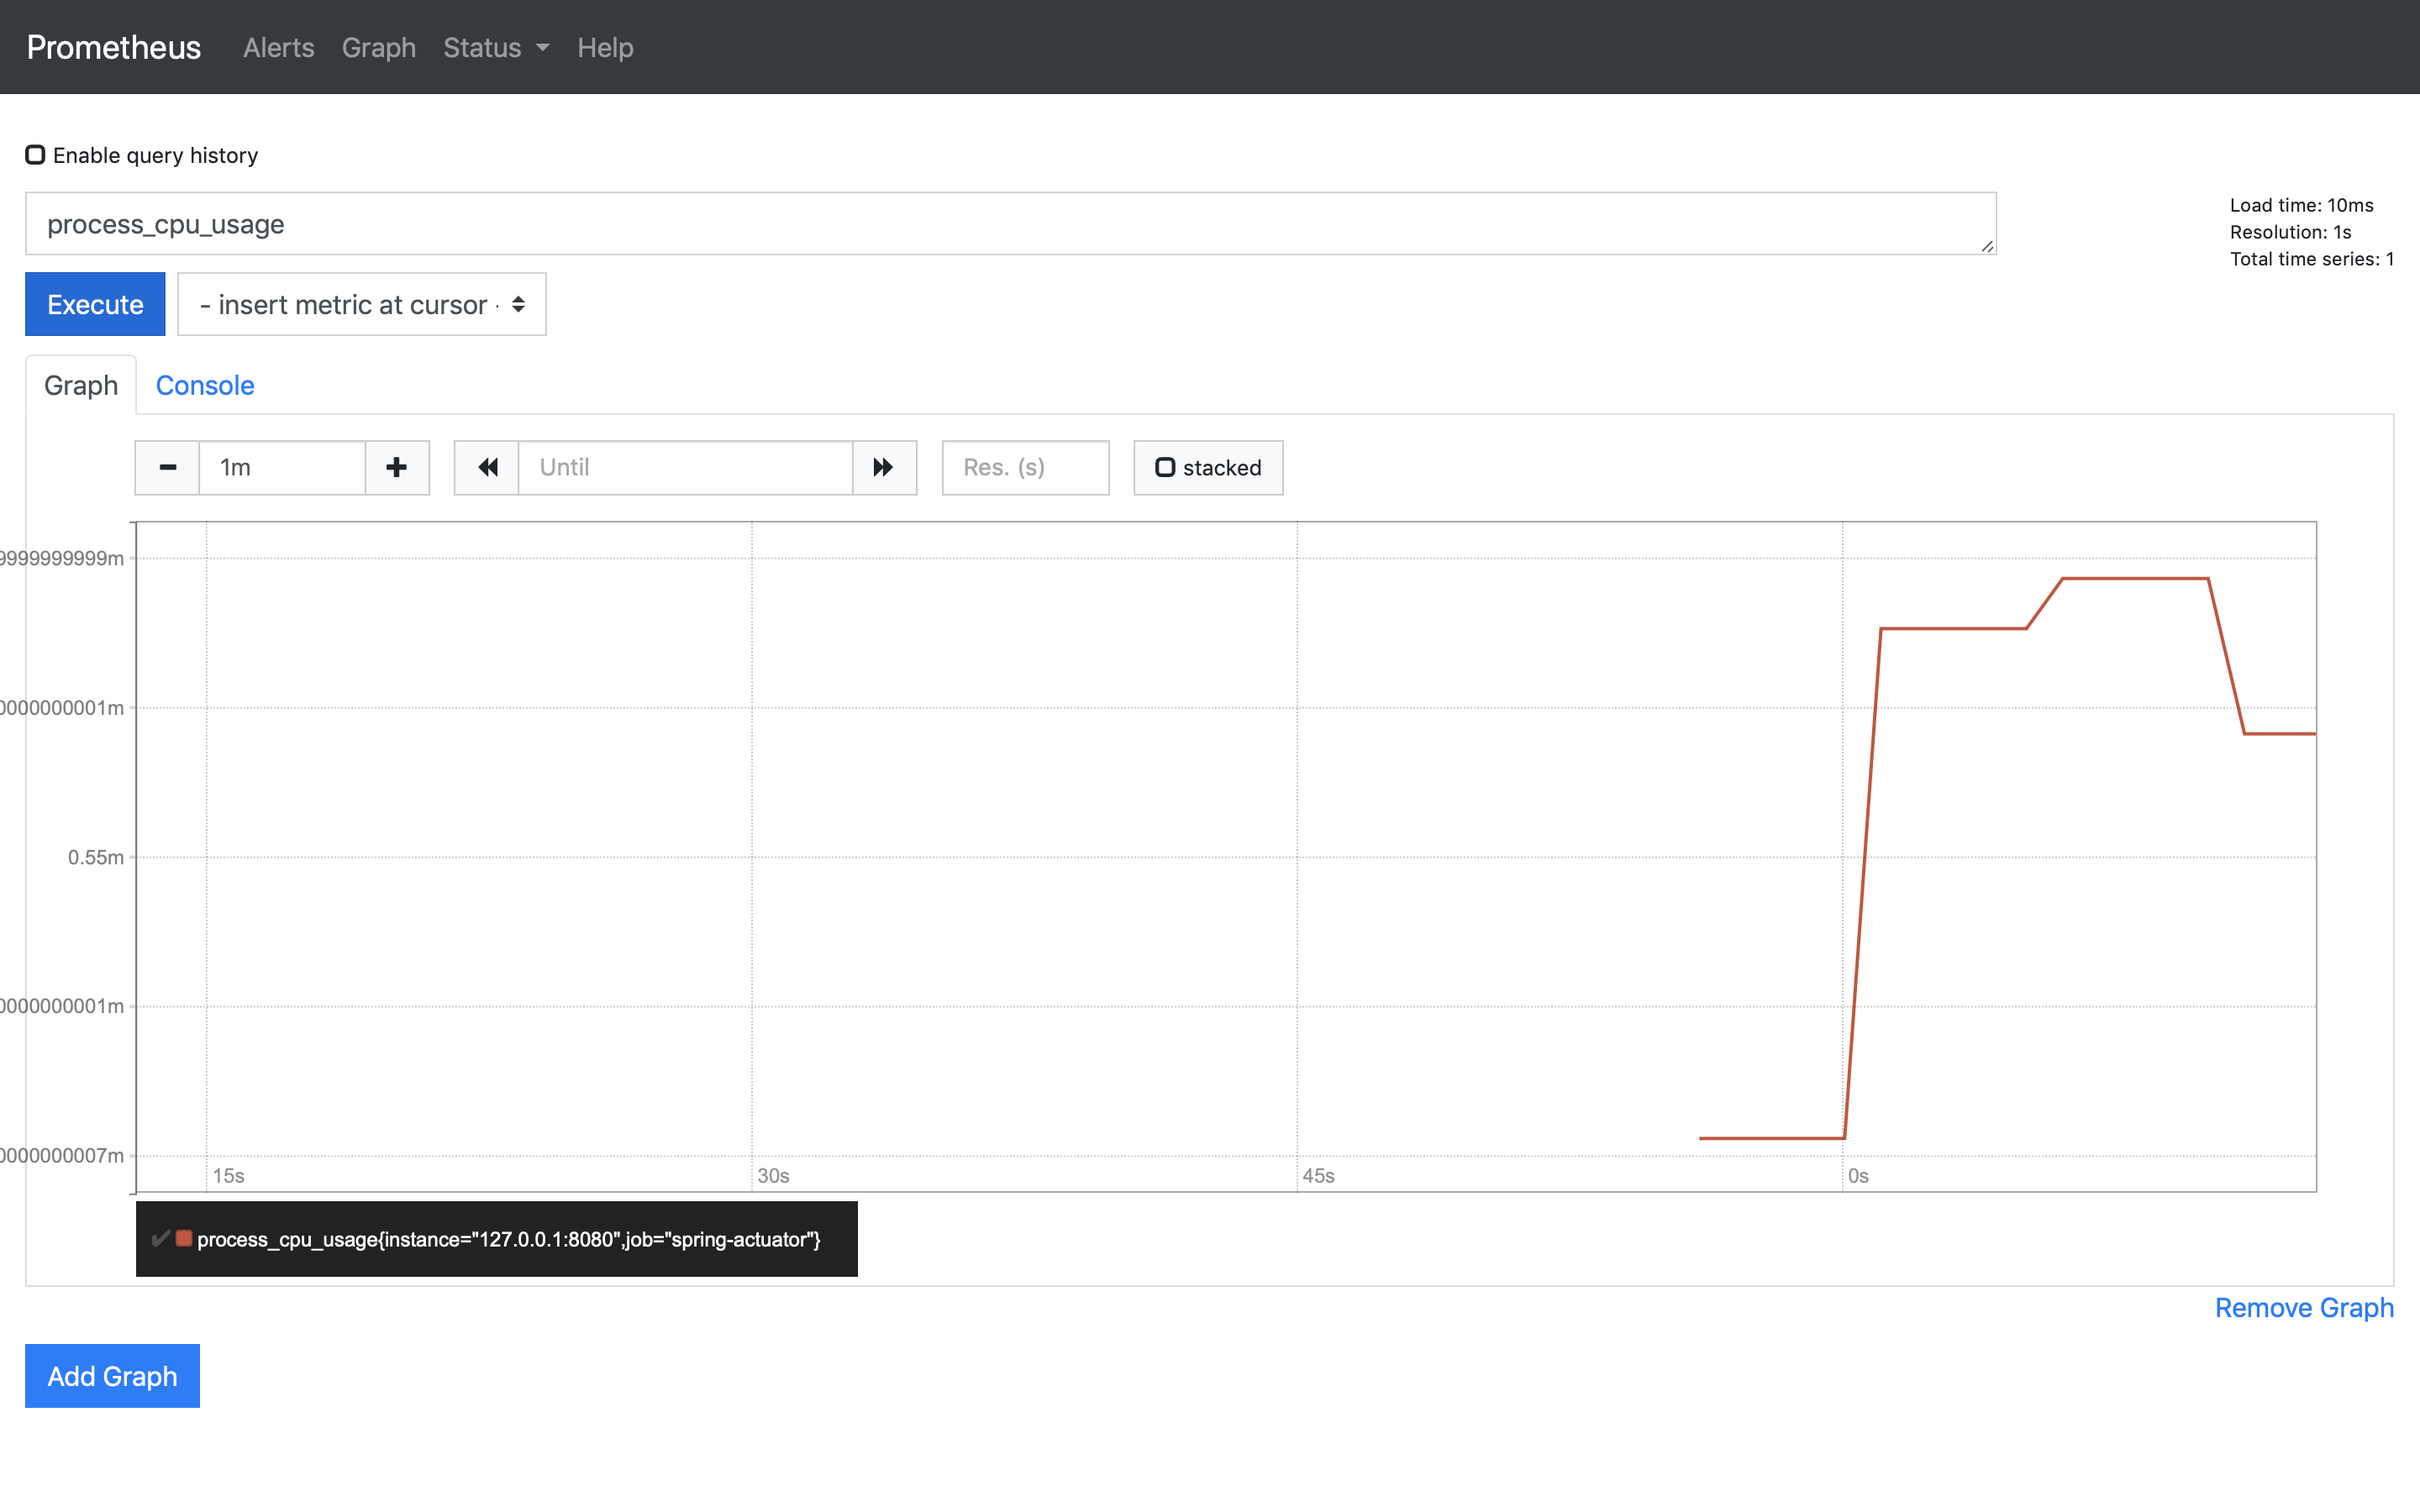 Prometheus Alerts Graph Status Help
Enable query history
process_cpu_usage
Load time: 10ms
Resolution: 1s
Total time series: 1
Execute - insert metric at cursor -
Graph Console
1m Until Res. (s) stacked
9999999999m
0000000001m
0.55m
0000000001m
0000000007m
15s 30s 45s 0s
process_cpu_usage{instance="127.0.0.1:8080",job="spring-actuator"}
Remove Graph
Add Graph